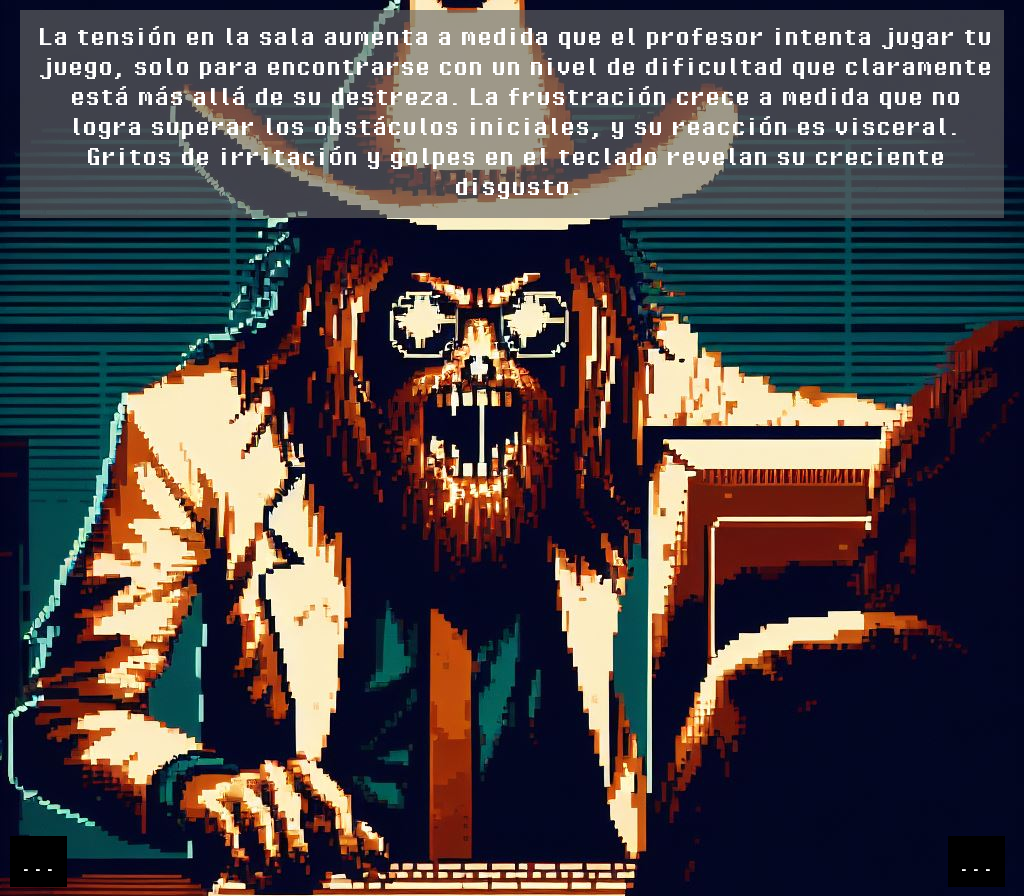 La tensión en la sala aumenta a medida que el profesor intenta jugar tu
juego, solo para encontrarse con un nivel de dificultad que claramente
está más allá de su destreza. La frustración crece a medida que no
logra superar los obstáculos iniciales, y su reacción es visceral.
Gritos de irritación y golpes en el teclado revelan su creciente
disgusto.
...
...